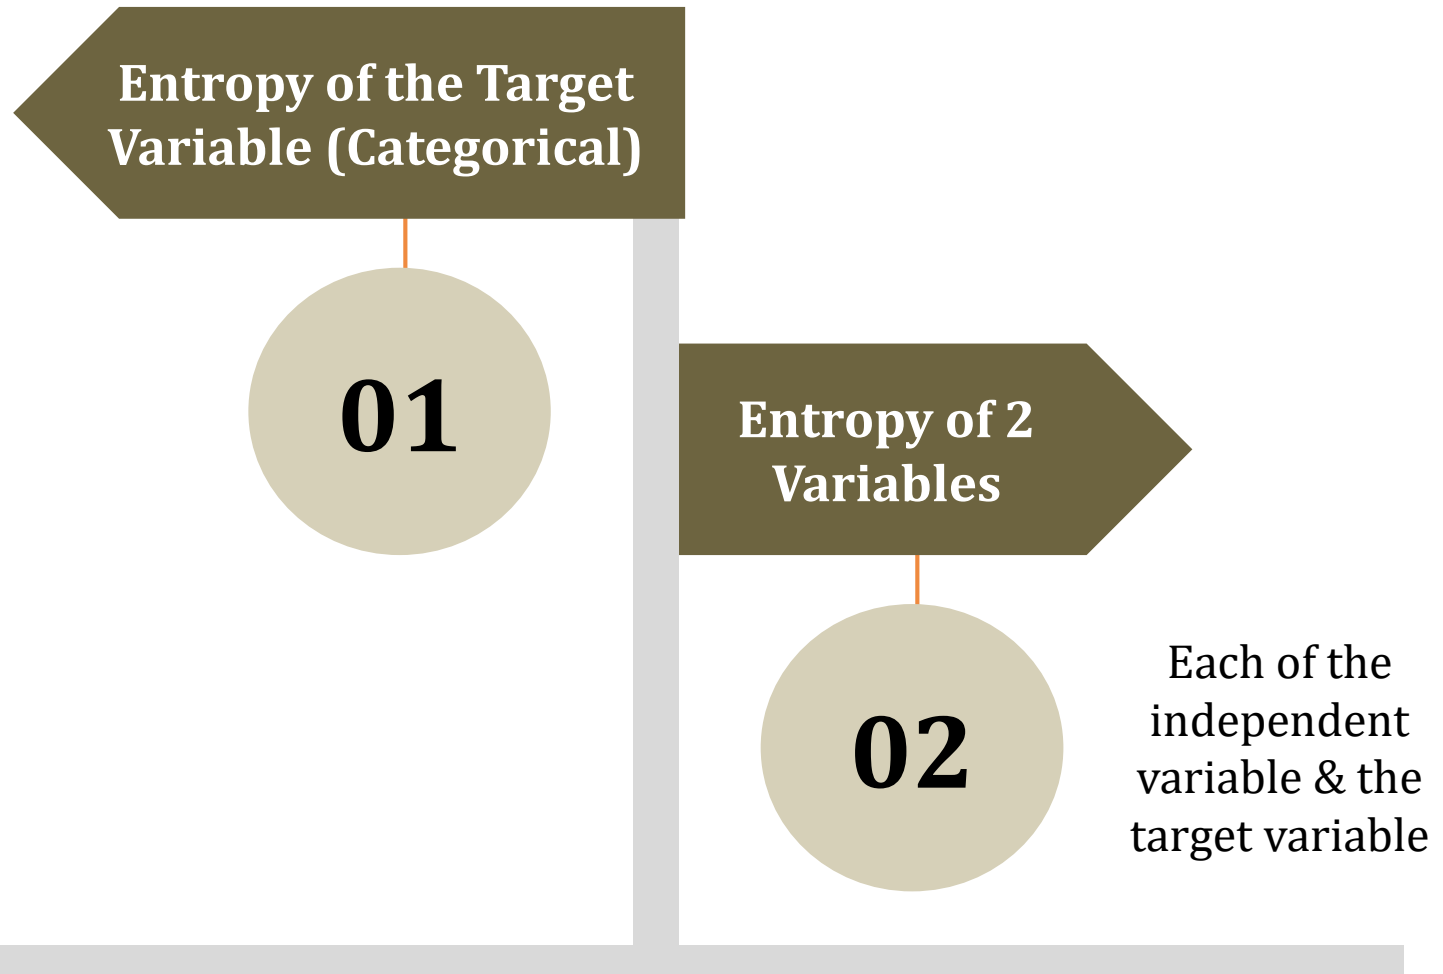 Entropy of the Target
Variable (Categorical)
01
Entropy of 2
Variables
02
Each of the
independent
variable & the
target variable